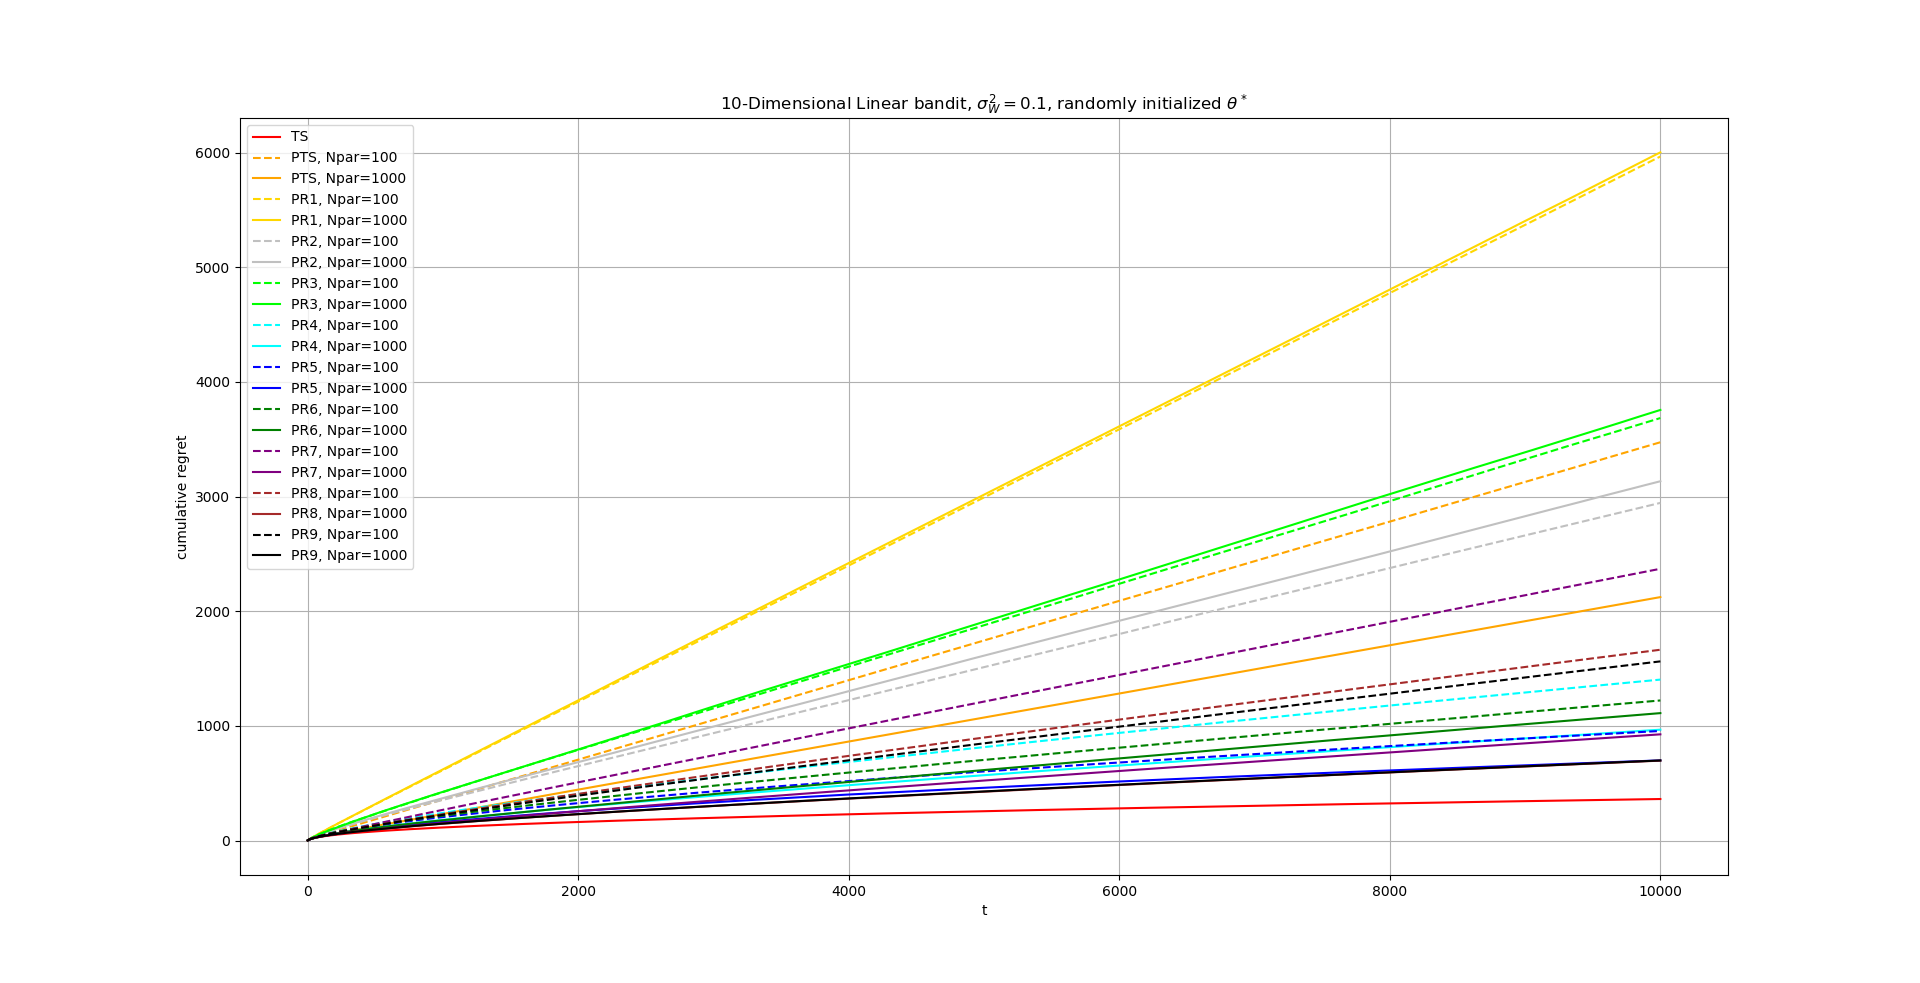 10-Dimensional Linear bandit, σ_W^2 = 0.1, randomly initialized θ*
TS
PTS, Npar=100
PTS, Npar=1000
PR1, Npar=100
PR1, Npar=1000
PR2, Npar=100
PR2, Npar=1000
PR3, Npar=100
PR3, Npar=1000
PR4, Npar=100
PR4, Npar=1000
PR5, Npar=100
PR5, Npar=1000
PR6, Npar=100
PR6, Npar=1000
PR7, Npar=100
PR7, Npar=1000
PR8, Npar=100
PR8, Npar=1000
PR9, Npar=100
PR9, Npar=1000
cumulative regret
6000
5000
4000
3000
2000
1000
0
0 2000 4000 6000 8000 10000
t